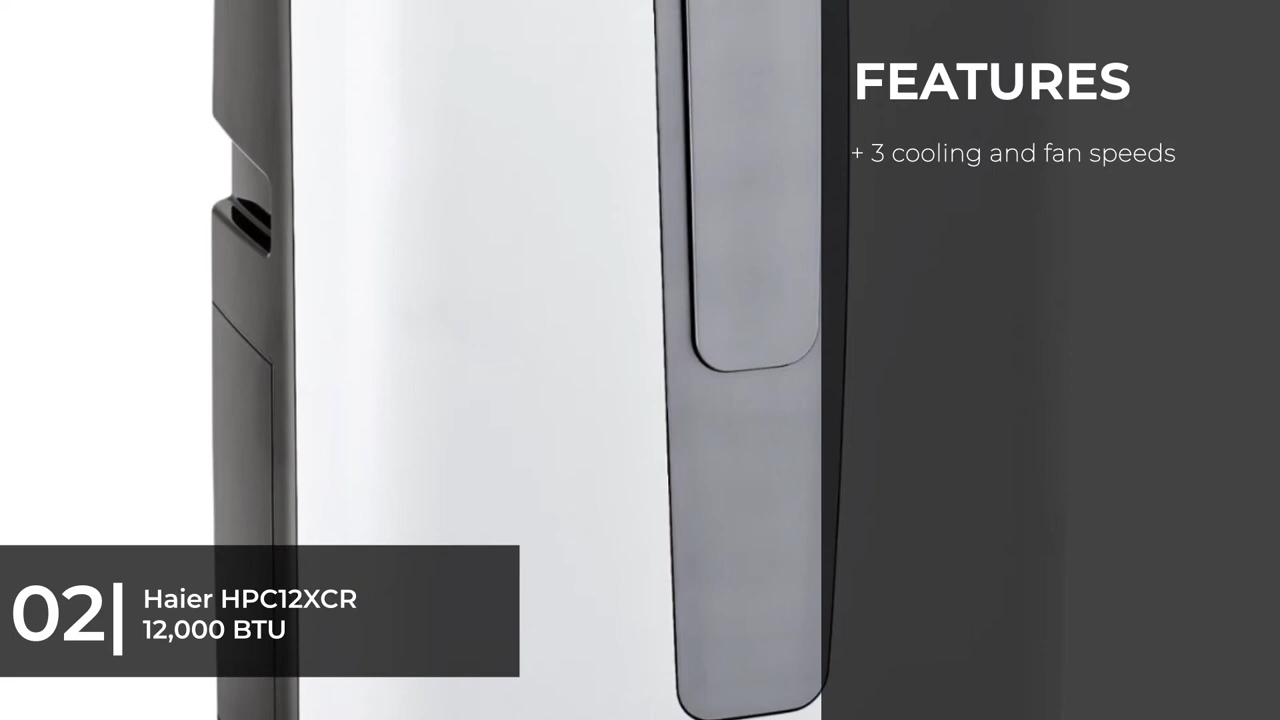 FEATURES
+ 3 cooling and fan speeds
02
Haier HPC12XCR
12,000 BTU